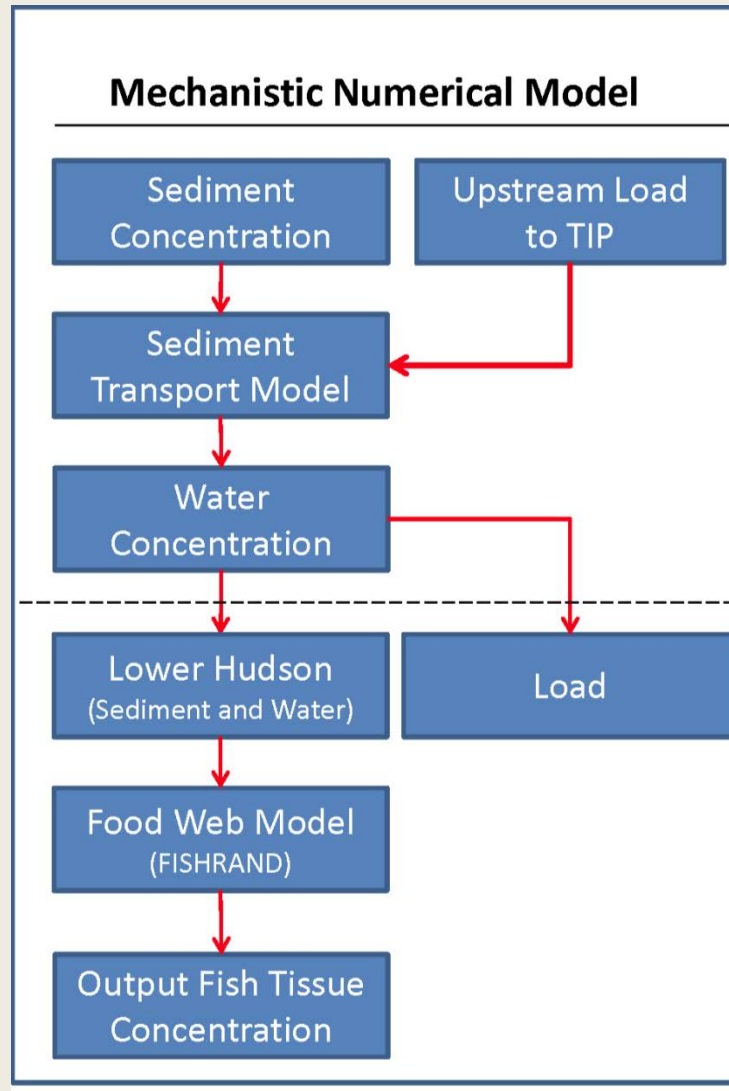 Mechanistic Numerical Model
Sediment
Concentration
Upstream Load
to TIP
Sediment
Transport Model
Water
Concentration
Lower Hudson
(Sediment and Water)
Load
Food Web Model
(FISHRAND)
Output Fish Tissue
Concentration